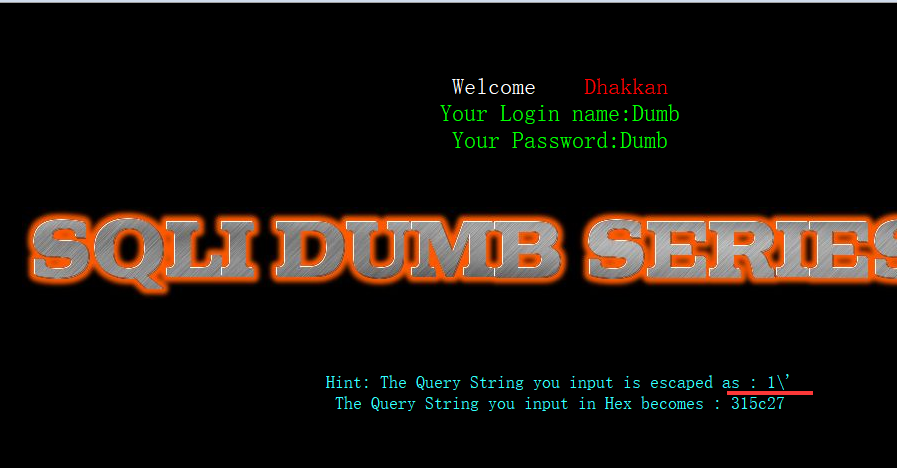 Welcome Dhakkan
Your Login name:Dumb
Your Password:Dumb
SQLI DUMB SERIES
Hint: The Query String you input is escaped as : 1\'
The Query String you input in Hex becomes : 315c27